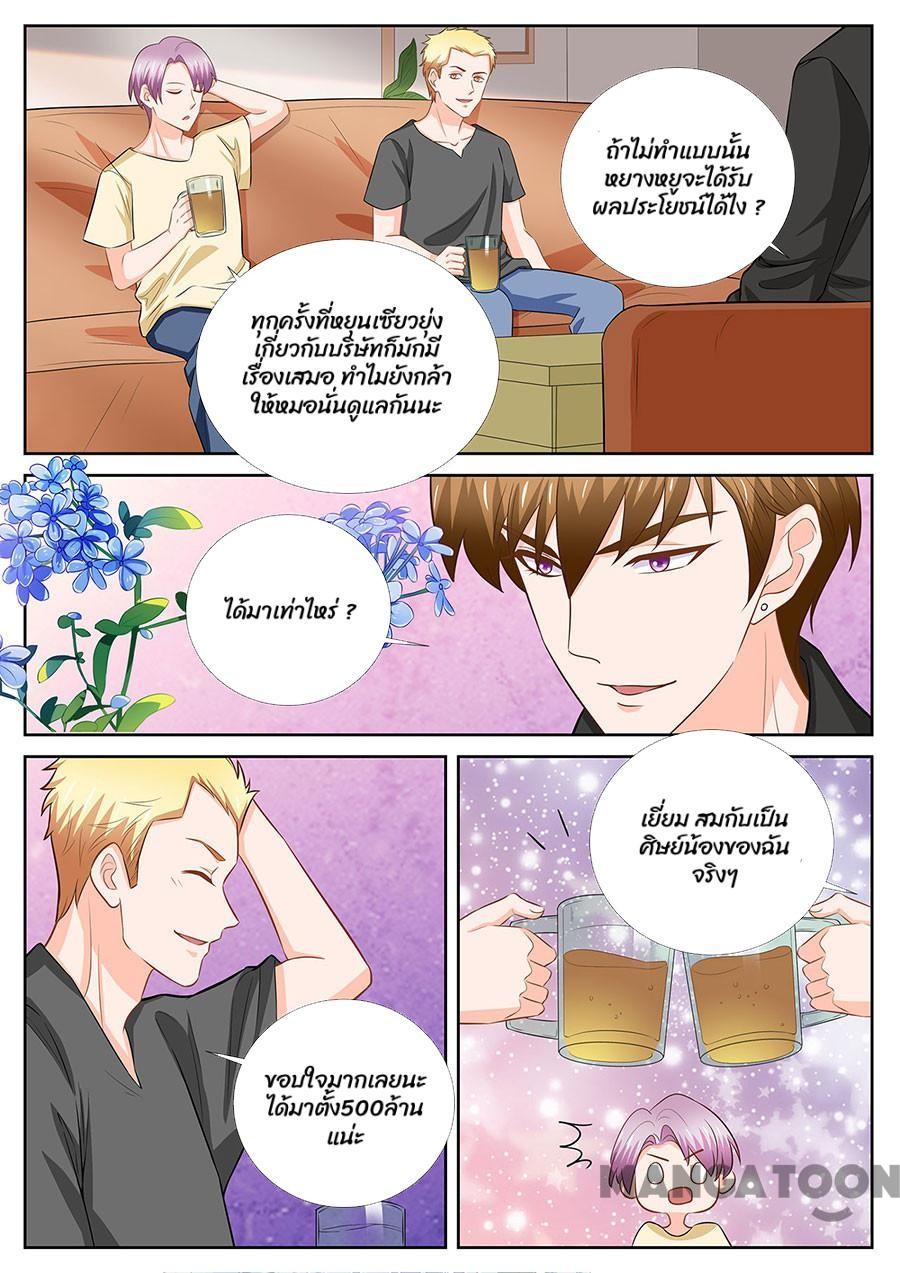 ทุกครั้งที่หยุนเซียวยุ่ง
เกี่ยวกับบริษัทก็มักมี
เรื่องเสมอ ทำไมยังกล้า
ให้หมอนั่นดูแลกันนะ
ถ้าไม่ทำแบบนั้น
หยางหยูจะได้รับ
ผลประโยชน์ได้ไง ?
ได้มาเท่าไหร่ ?
ขอบใจมากเลยนะ
ได้มาตั้ง500ล้าน
แน่ะ
เยี่ยม สมกับเป็น
ศิษย์น้องของฉัน
จริงๆ
MANGATOON